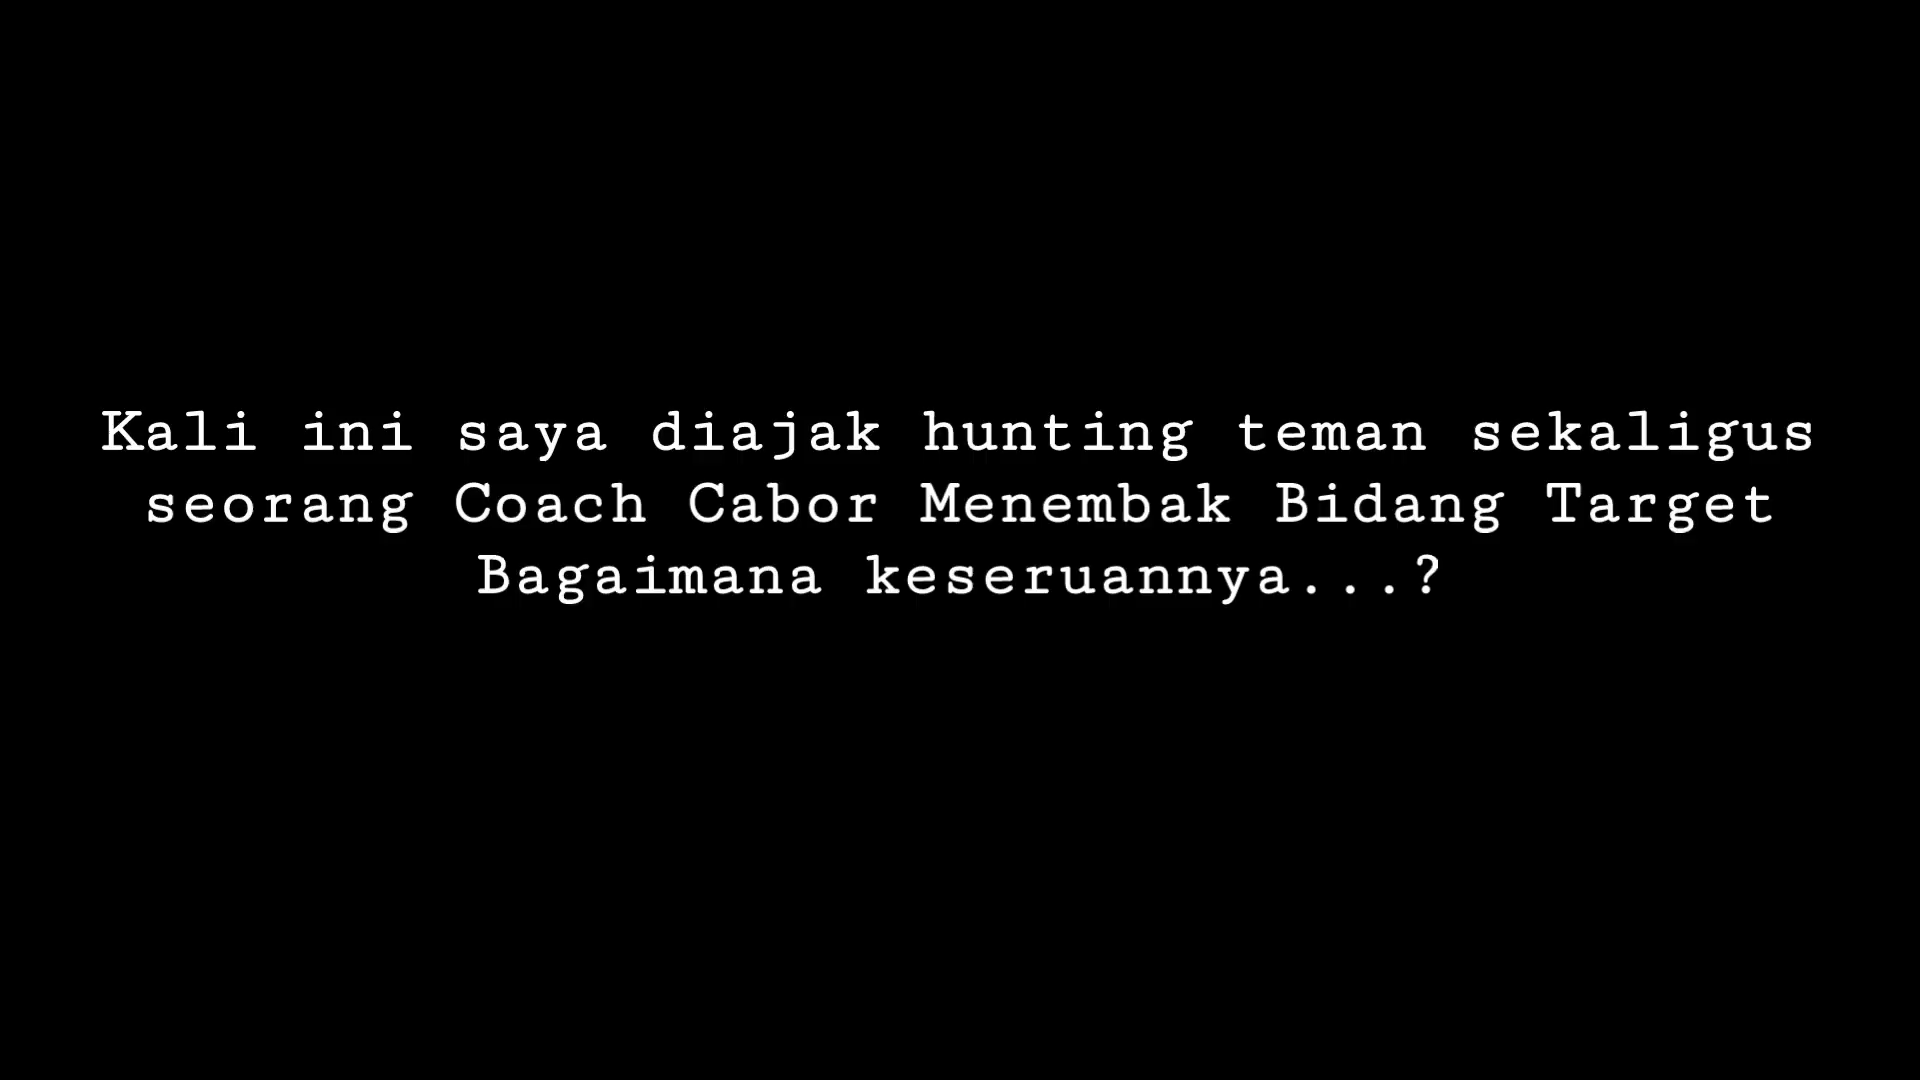 Kali ini saya diajak hunting teman sekaligus
seorang Coach Cabor Menembak Bidang Target
Bagaimana keseruannya...?